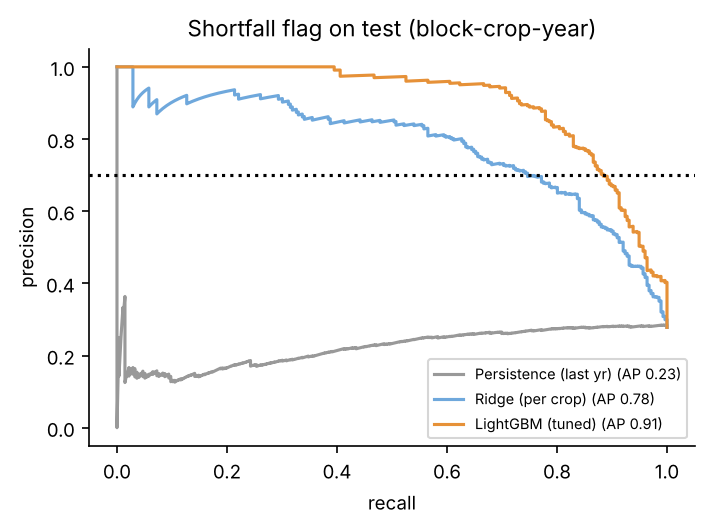 Shortfall flag on test (block-crop-year)
precision
1.0
0.8
0.6
0.4
0.2
0.0
0.0 0.2 0.4 0.6 0.8 1.0
recall
Persistence (last yr) (AP 0.23)
Ridge (per crop) (AP 0.78)
LightGBM (tuned) (AP 0.91)